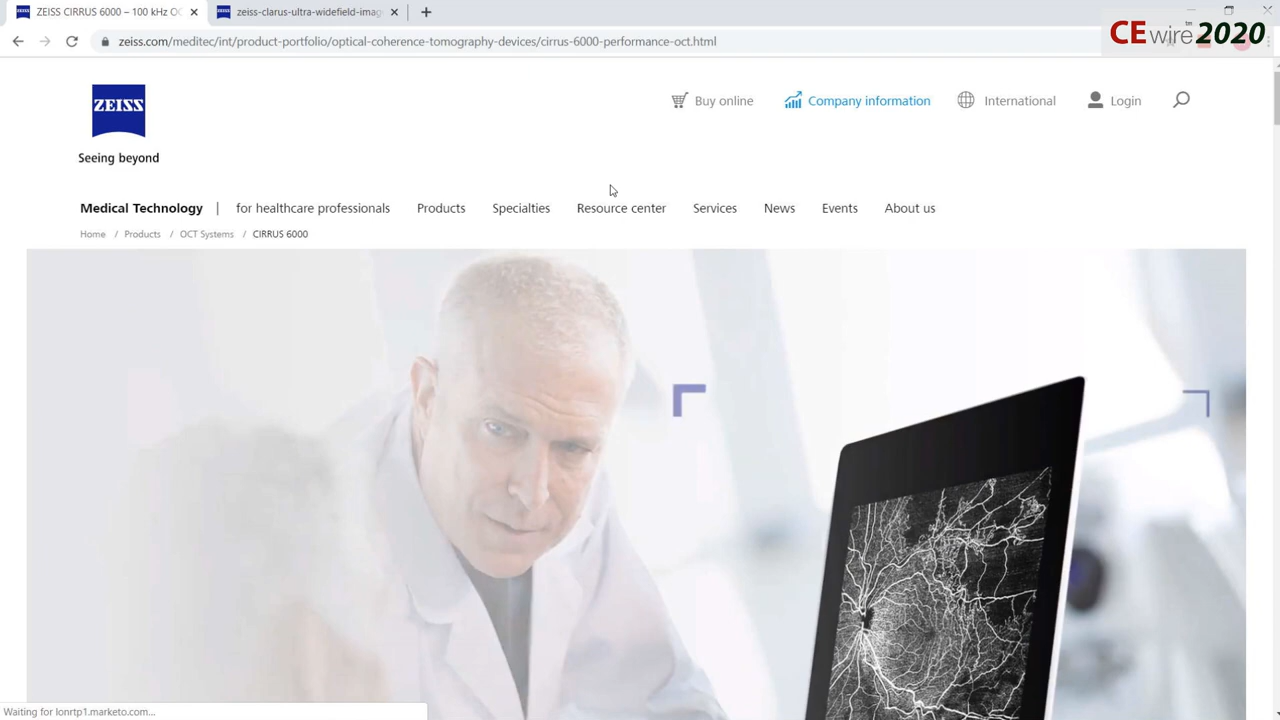 ZEISS CIRRUS 6000 – 100 kHz OC
zeiss-clarus-ultra-widefield-imag
zeiss.com/meditec/int/product-portfolio/optical-coherence-tomography-devices/cirrus-6000-performance-oct.html
CEwire™2020
ZEISS
Seeing beyond
Buy online
Company information
International
Login
Medical Technology | for healthcare professionals Products Specialties Resource center Services News Events About us
Home / Products / OCT Systems / CIRRUS 6000
Waiting for lonrtp1.marketo.com...